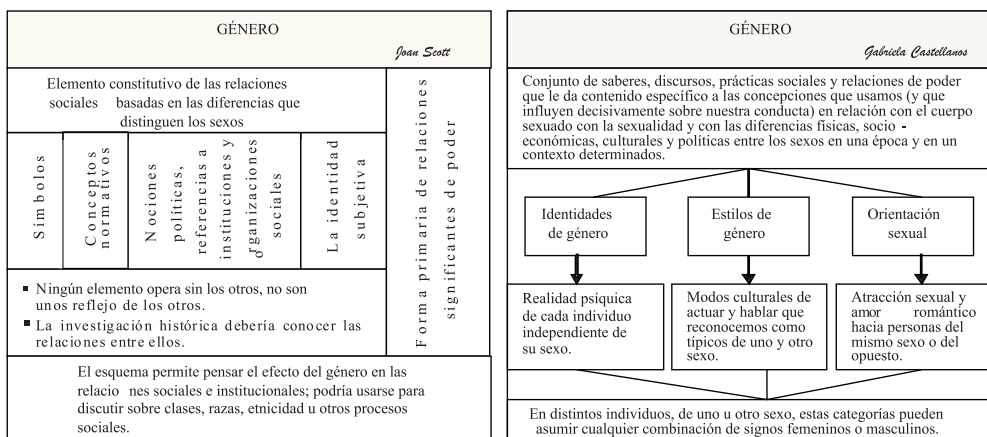 GÉNERO
Joan Scott
Elemento constitutivo de las relaciones
sociales basadas en las diferencias que
distinguen los sexos
Símbolos
Conceptos
normativos
Nociones
políticas,
referencias a
instituciones y
rganizaciones
o
sociales
La identidad
subjetiva
Forma primaria de relaciones
significantes de poder
▪ Ningún elemento opera sin los otros, no son
unos reflejo de los otros.
▪ La investigación histórica debería conocer las
relaciones entre ellos.
El esquema permite pensar el efecto del género en las
relacio nes sociales e institucionales; podría usarse para
discutir sobre clases, razas, etnicidad u otros procesos
sociales.
GÉNERO
Gabriela Castellanos
Conjunto de saberes, discursos, prácticas sociales y relaciones de poder
que le da contenido específico a las concepciones que usamos (y que
influyen decisivamente sobre nuestra conducta) en relación con el cuerpo
sexuado con la sexualidad y con las diferencias físicas, socio -
económicas, culturales y políticas entre los sexos en una época y en un
contexto determinados.
Identidades
de género
Estilos de
género
Orientación
sexual
Realidad psíquica
de cada individuo
independiente de
su sexo.
Modos culturales de
actuar y hablar que
reconocemos como
típicos de uno y otro
sexo.
Atracción sexual y
amor romántico
hacia personas del
mismo sexo o del
opuesto.
En distintos individuos, de uno u otro sexo, estas categorías pueden
asumir cualquier combinación de signos femeninos o masculinos.